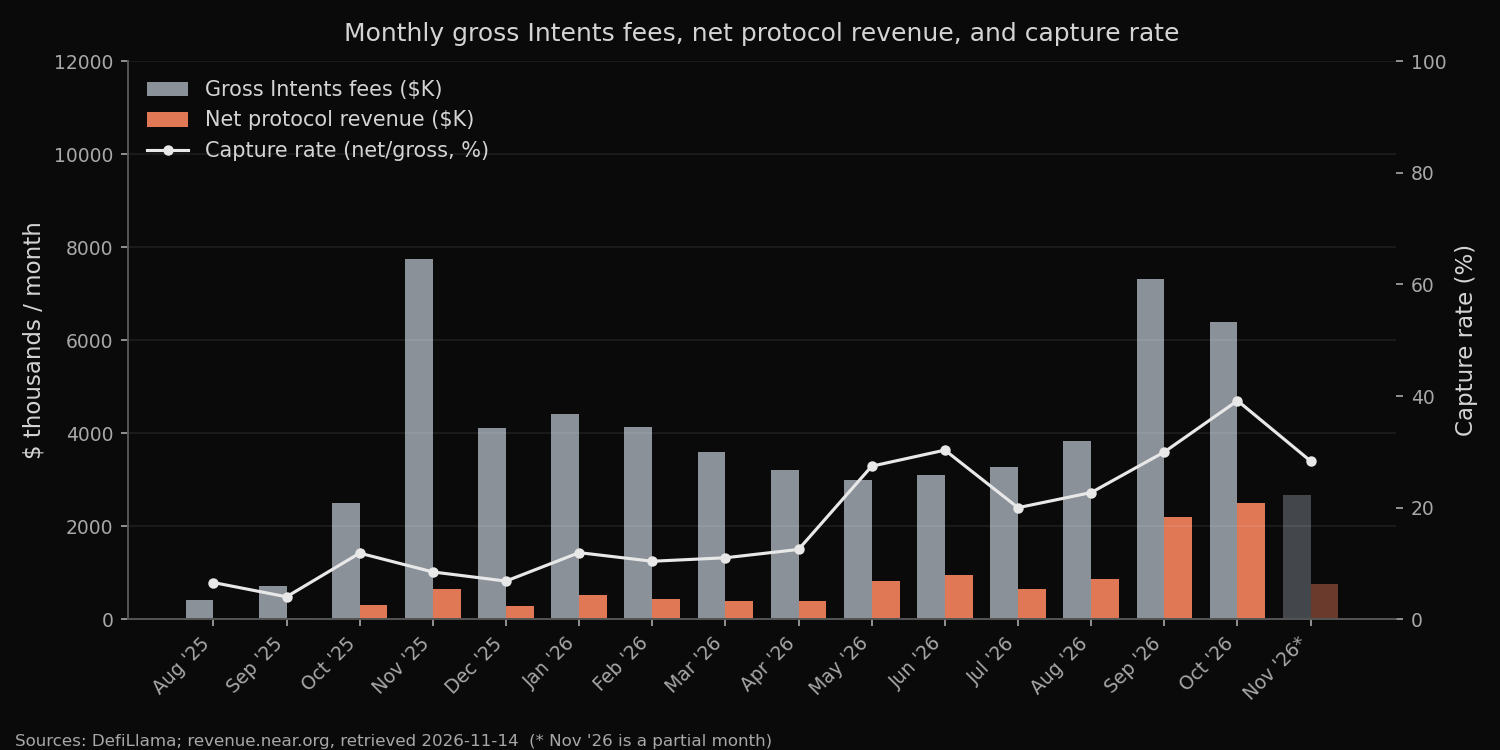 Monthly gross Intents fees, net protocol revenue, and capture rate
Gross Intents fees ($K)
Net protocol revenue ($K)
Capture rate (net/gross, %)
$ thousands / month
12000
10000
8000
6000
4000
2000
0
Capture rate (%)
100
80
60
40
20
0
Aug '25
Sep '25
Oct '25
Nov '25
Dec '25
Jan '26
Feb '26
Mar '26
Apr '26
May '26
Jun '26
Jul '26
Aug '26
Sep '26
Oct '26
Nov '26*
Sources: DefiLlama; revenue.near.org, retrieved 2026-11-14 (* Nov '26 is a partial month)